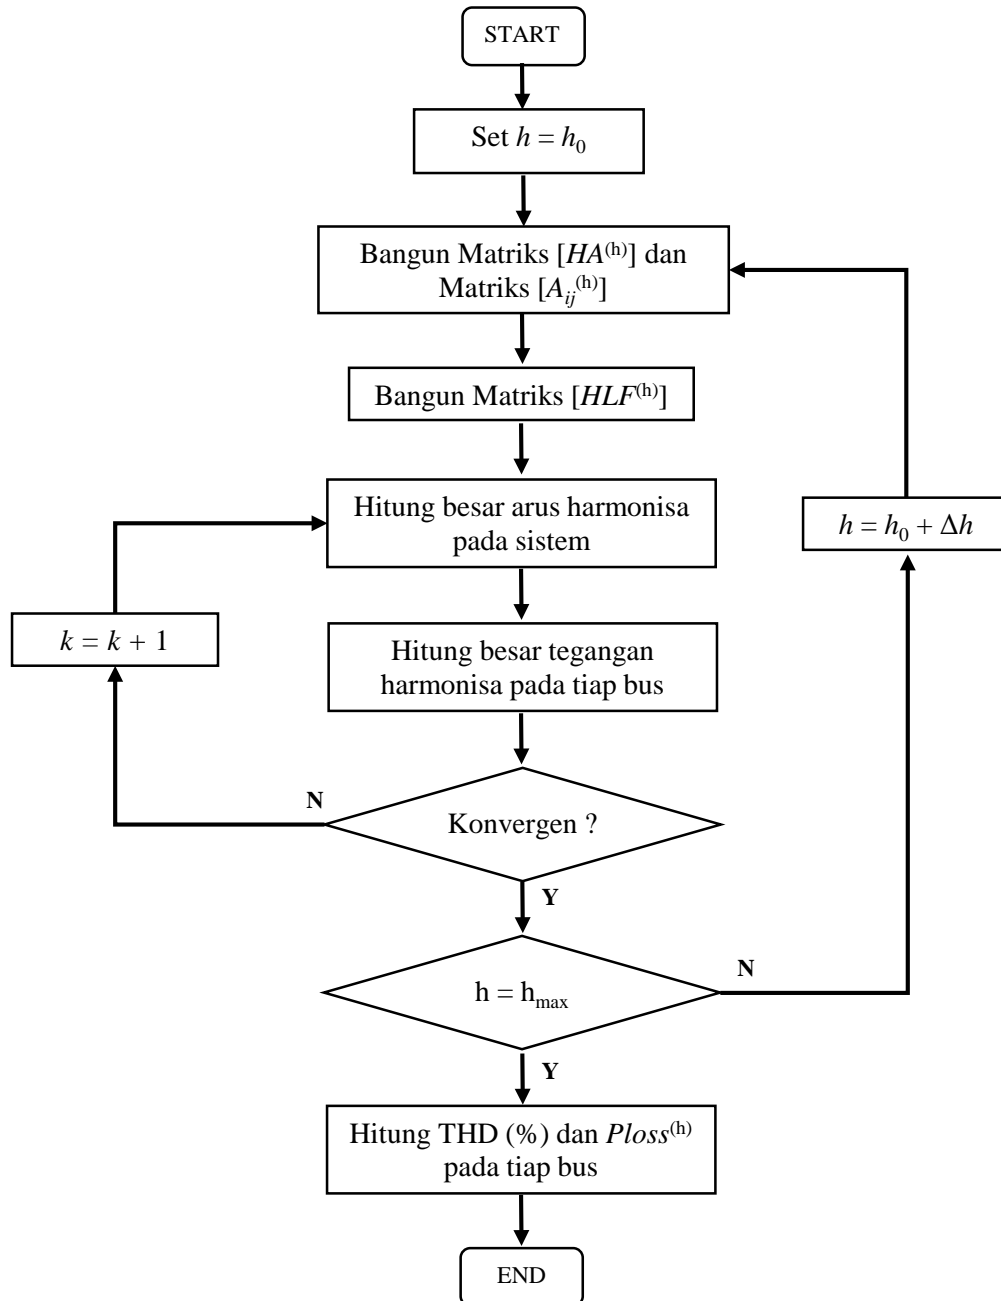 START
Set h = h₀
Bangun Matriks [HA⁽ʰ⁾] dan
Matriks [Aᵢⱼ⁽ʰ⁾]
Bangun Matriks [HLF⁽ʰ⁾]
Hitung besar arus harmonisa
pada sistem
h = h₀ + Δh
k = k + 1
Hitung besar tegangan
harmonisa pada tiap bus
N
Konvergen ?
Y
N
h = hₘₐₓ
Y
Hitung THD (%) dan Ploss⁽ʰ⁾
pada tiap bus
END